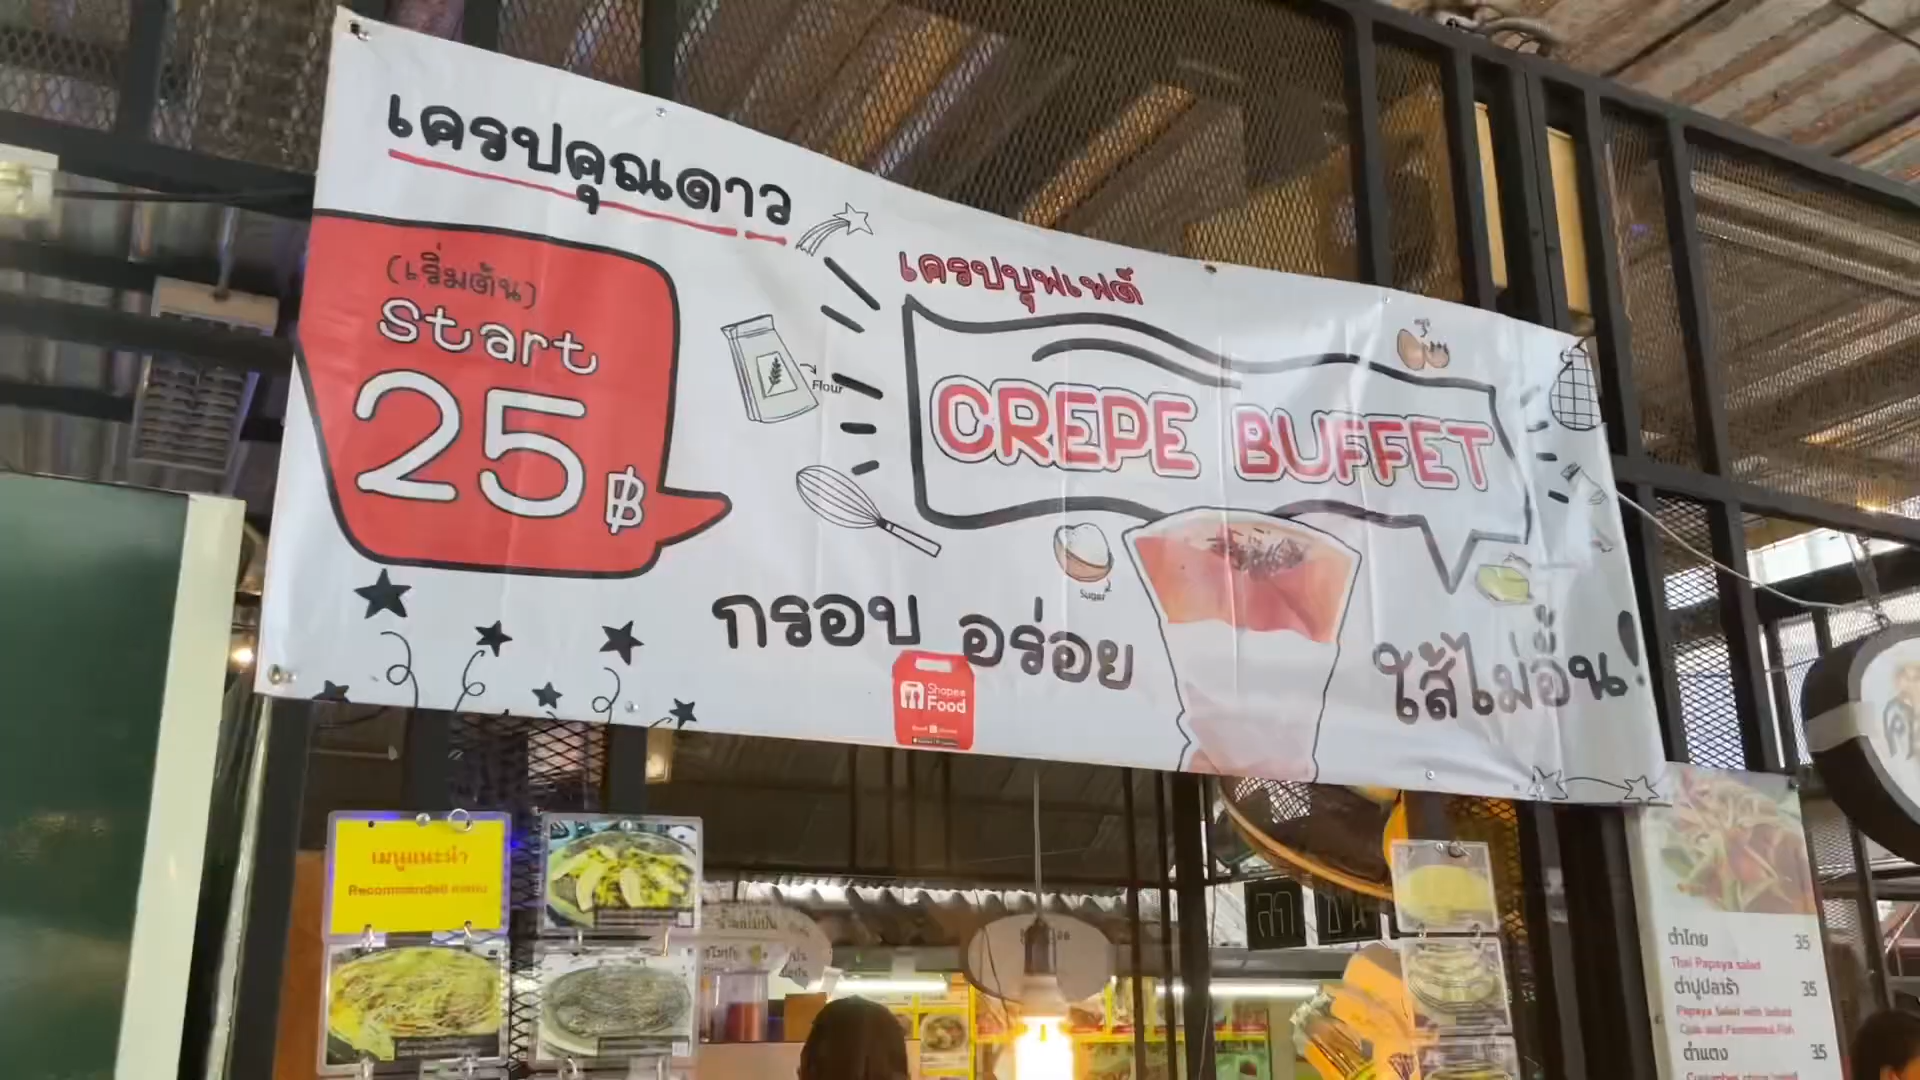 เครปคุณดาว
(เริ่มต้น)
Start
25฿
Flour
เครปบุฟเฟต์
CREPE BUFFET
Sugar
กรอบ อร่อย ใส้ไม่อั้น!
Shopee
Food
เมนูแนะนำ
Recommended menu
ตำไทย 35
Thai Papaya salad
ตำปูปลาร้า 35
Papaya Salad with Salted
Crab and Fermented Fish
ตำแตง 35